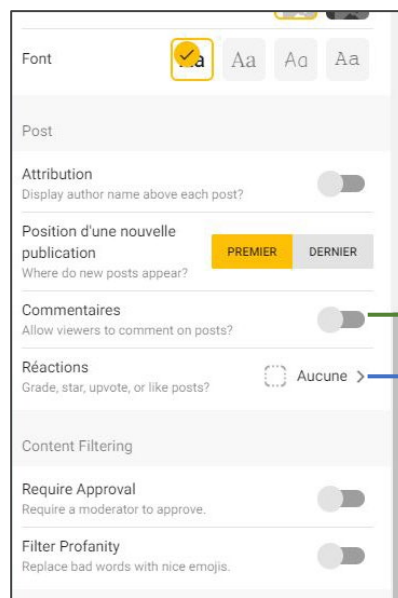 Font
Aa Aa Aa
Post
Attribution
Display author name above each post?
Position d'une nouvelle
publication
PREMIER DERNIER
Where do new posts appear?
Commentaires
Allow viewers to comment on posts?
Réactions
Aucune
Grade, star, upvote, or like posts?
Content Filtering
Require Approval
Require a moderator to approve.
Filter Profanity
Replace bad words with nice emojis.